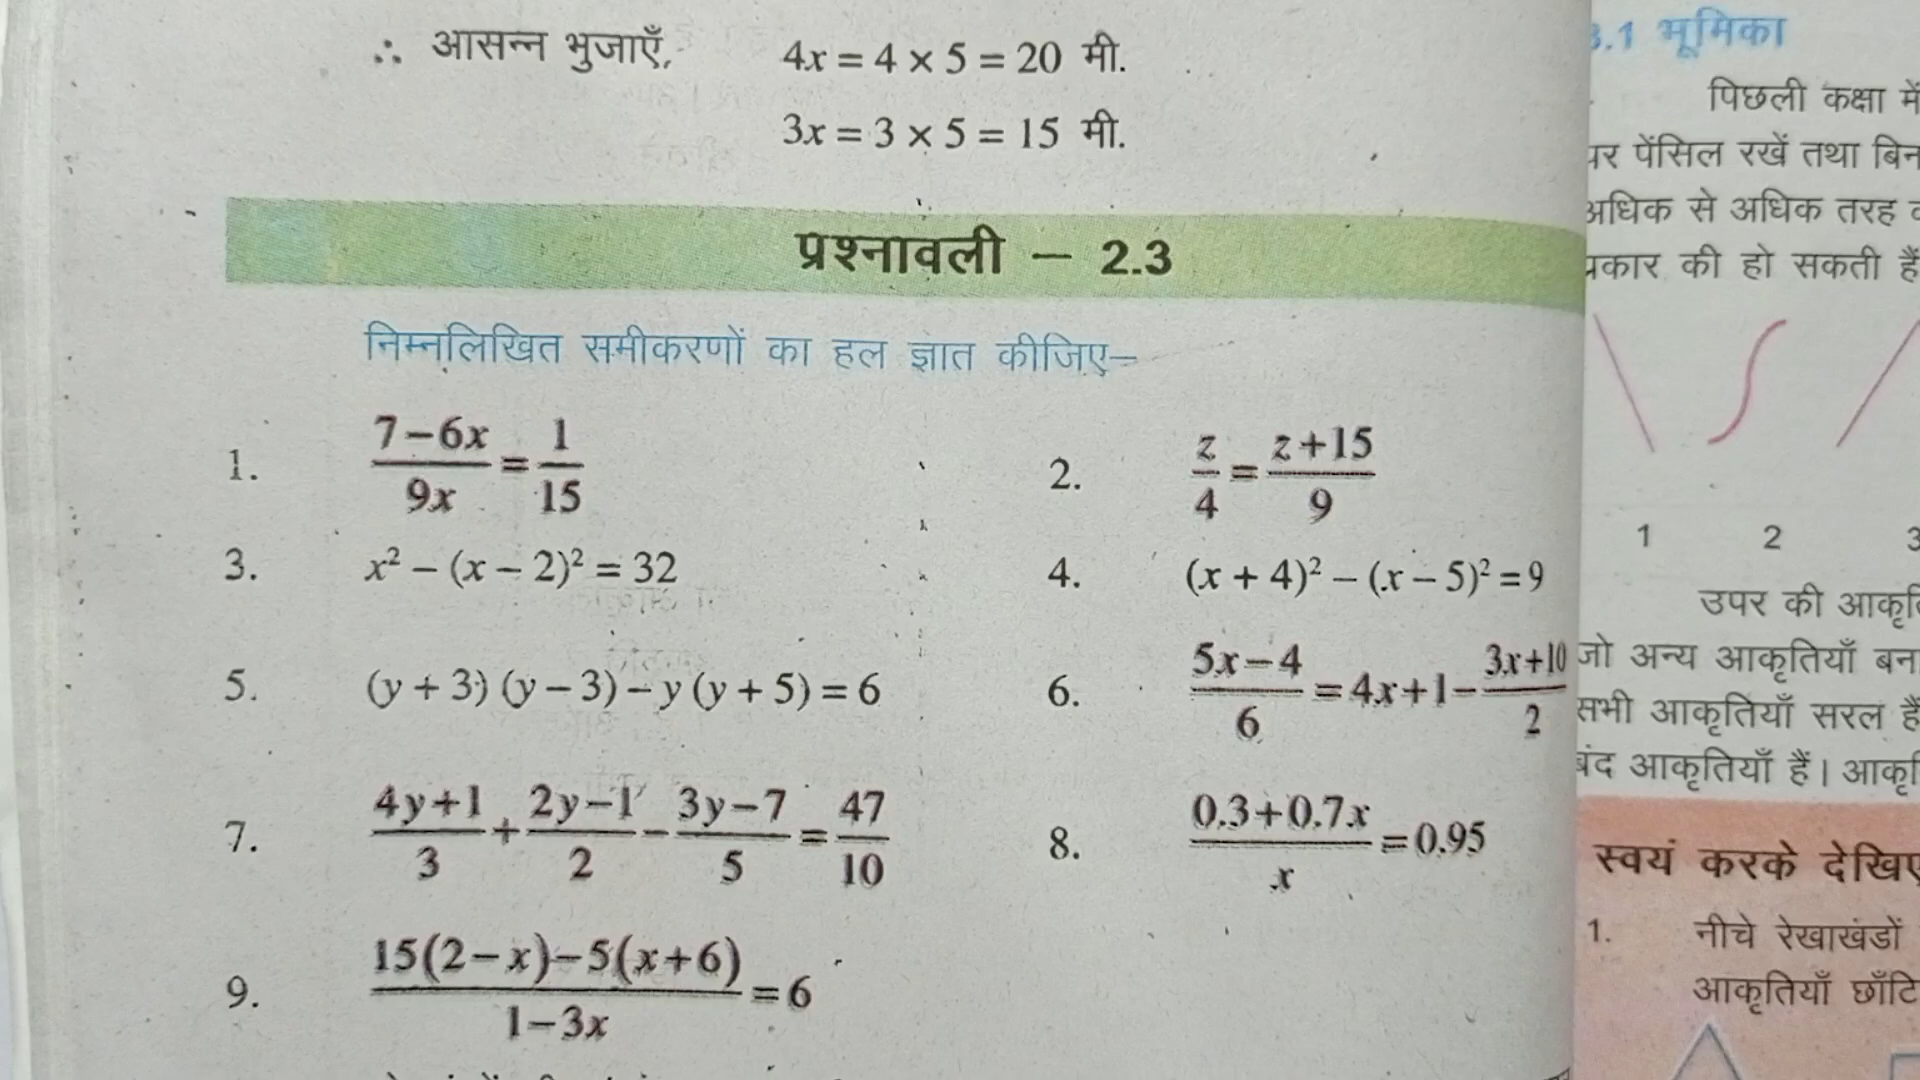 ∴ आसन्न भुजाएँ, 4x = 4 × 5 = 20 मी.
3x = 3 × 5 = 15 मी.
प्रश्नावली – 2.3
निम्नलिखित समीकरणों का हल ज्ञात कीजिए–
1. (7–6x)/(9x) = 1/15
2. z/4 = (z+15)/9
3. x² – (x – 2)² = 32
4. (x + 4)² – (x – 5)² = 9
5. (y + 3) (y – 3) – y (y + 5) = 6
6. (5x–4)/6 = 4x+1– (3x+10)/2
7. (4y+1)/3 + (2y–1)/2 – (3y–7)/5 = 47/10
8. (0.3+0.7x)/x = 0.95
9. (15(2–x)–5(x+6))/(1–3x) = 6
.1 भूमिका
पिछली कक्षा में
पेंसिल रखें तथा
अधिक से अधिक तरह
की हो सकती हैं
1 2 3
उपर की
जो अन्य आकृतियाँ
सभी आकृतियाँ सरल हैं
आकृतियाँ हैं।
स्वयं करके देखिए
1. नीचे रेखाखंडों
आकृतियाँ